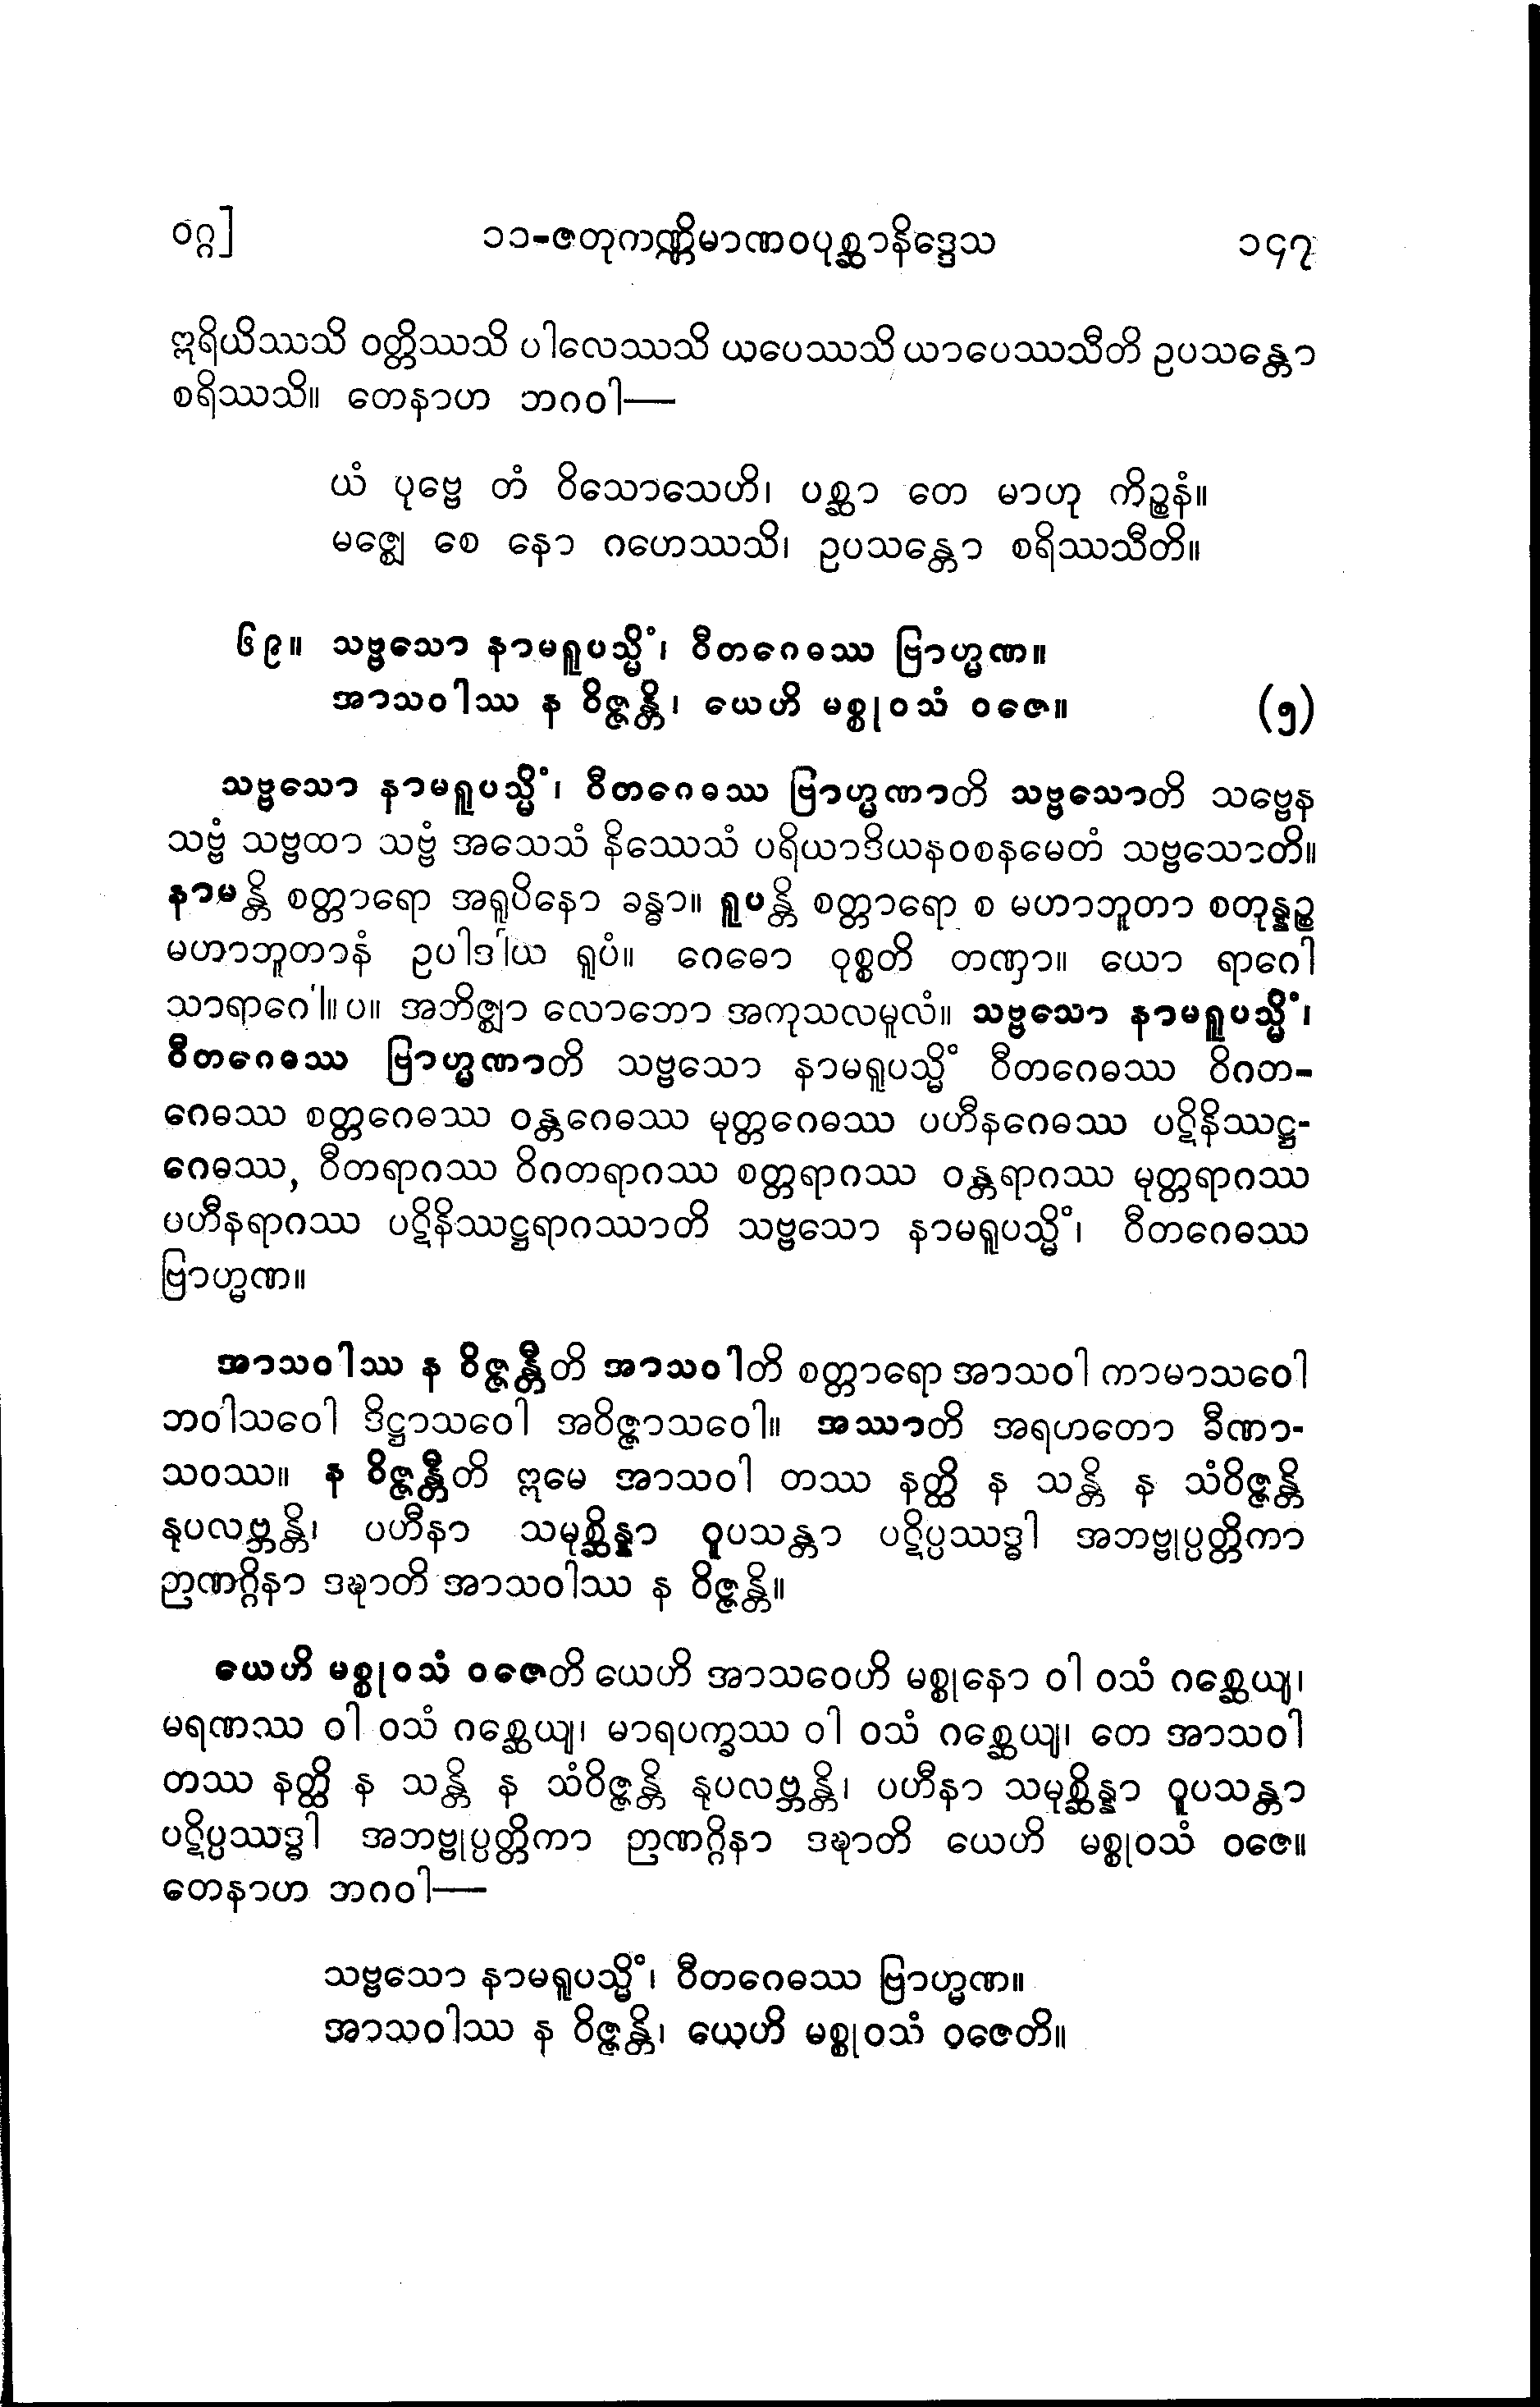 ဝဂ္ဂ] ၁၁-ဇတုကဏ္ဏိမာဏဝပုစ္ဆာနိဒ္ဒေသ ၁၄၇
ဣရိယိဿသိ ဝတ္တိဿသိ ပါလေဿသိ ယပေဿသိ ယာပေဿသီတိ ဥပသန္တော
စရိဿသိ။ တေနာဟ ဘဂဝါ—
ယံ ပုဗ္ဗေ တံ ဝိသောသေဟိ၊ ပစ္ဆာ တေ မာဟု ကိဉ္စနံ။
မဇ္ဈေ စေ နော ဂဟေဿသိ၊ ဥပသန္တော စရိဿသီတိ။
၆၉။ သဗ္ဗသော နာမရူပသ္မိံ၊ ဝီတဂေဓဿ ဗြာဟ္မဏ။
အာသဝါဿ န ဝိဇ္ဇန္တိ၊ ယေဟိ မစ္စုဝသံ ဝဇေ။ (၅)
သဗ္ဗသော နာမရူပသ္မိံ၊ ဝီတဂေဓဿ ဗြာဟ္မဏာတိ သဗ္ဗသောတိ သဗ္ဗေန
သဗ္ဗံ သဗ္ဗထာ သဗ္ဗံ အသေသံ နိဿေသံ ပရိယာဒိယနဝစနမေတံ သဗ္ဗသောတိ။
နာမန္တိ စတ္တာရော အရူပိနော ခန္ဓာ။ ရူပန္တိ စတ္တာရော စ မဟာဘူတာ စတုန္နဉ္စ
မဟာဘူတာနံ ဥပါဒါယ ရူပံ။ ဂေဓော ဝုစ္စတိ တဏှာ။ ယော ရာဂေါ
သာရာဂေါ။ပ။ အဘိဇ္ဈာ လောဘော အကုသလမူလံ။ သဗ္ဗသော နာမရူပသ္မိံ၊
ဝီတဂေဓဿ ဗြာဟ္မဏာတိ သဗ္ဗသော နာမရူပသ္မိံ ဝီတဂေဓဿ ဝိဂတ-
ဂေဓဿ စတ္တဂေဓဿ ဝန္တဂေဓဿ မုတ္တဂေဓဿ ပဟီနဂေဓဿ ပဋိနိဿဋ္ဌ-
ဂေဓဿ, ဝီတရာဂဿ ဝိဂတရာဂဿ စတ္တရာဂဿ ဝန္တရာဂဿ မုတ္တရာဂဿ
ပဟီနရာဂဿ ပဋိနိဿဋ္ဌရာဂဿာတိ သဗ္ဗသော နာမရူပသ္မိံ၊ ဝီတဂေဓဿ
ဗြာဟ္မဏ။
အာသဝါဿ န ဝိဇ္ဇန္တီတိ အာသဝါတိ စတ္တာရော အာသဝါ ကာမာသဝေါ
ဘဝါသဝေါ ဒိဋ္ဌာသဝေါ အဝိဇ္ဇာသဝေါ။ အဿာတိ အရဟတော ခီဏာ-
သဝဿ။ န ဝိဇ္ဇန္တီတိ ဣမေ အာသဝါ တဿ နတ္ထိ န သန္တိ န သံဝိဇ္ဇန္တိ
နုပလဗ္ဘန္တိ၊ ပဟီနာ သမုစ္ဆိန္နာ ဝူပသန္တာ ပဋိပ္ပဿဒ္ဓါ အဘဗ္ဗုပ္ပတ္တိကာ
ဉာဏဂ္ဂိနာ ဒဍ္ဎာတိ အာသဝါဿ န ဝိဇ္ဇန္တိ။
ယေဟိ မစ္စုဝသံ ဝဇေတိ ယေဟိ အာသဝေဟိ မစ္စုနော ဝါ ဝသံ ဂစ္ဆေယျ၊
မရဏဿ ဝါ ဝသံ ဂစ္ဆေယျ၊ မာရပက္ခဿ ဝါ ဝသံ ဂစ္ဆေယျ၊ တေ အာသဝါ
တဿ နတ္ထိ န သန္တိ န သံဝိဇ္ဇန္တိ နုပလဗ္ဘန္တိ၊ ပဟီနာ သမုစ္ဆိန္နာ ဝူပသန္တာ
ပဋိပ္ပဿဒ္ဓါ အဘဗ္ဗုပ္ပတ္တိကာ ဉာဏဂ္ဂိနာ ဒဍ္ဎာတိ ယေဟိ မစ္စုဝသံ ဝဇေ။
တေနာဟ ဘဂဝါ—
သဗ္ဗသော နာမရူပသ္မိံ၊ ဝီတဂေဓဿ ဗြာဟ္မဏ။
အာသဝါဿ န ဝိဇ္ဇန္တိ၊ ယေဟိ မစ္စုဝသံ ဝဇေတိ။